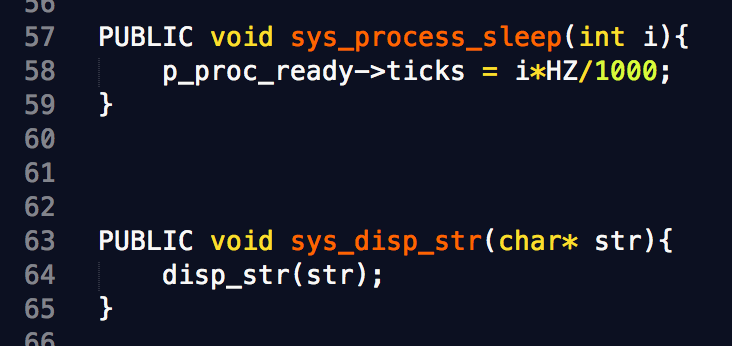 56
57 PUBLIC void sys_process_sleep(int i){
58 p_proc_ready->ticks = i*HZ/1000;
59 }
60
61
62
63 PUBLIC void sys_disp_str(char* str){
64 disp_str(str);
65 }
66